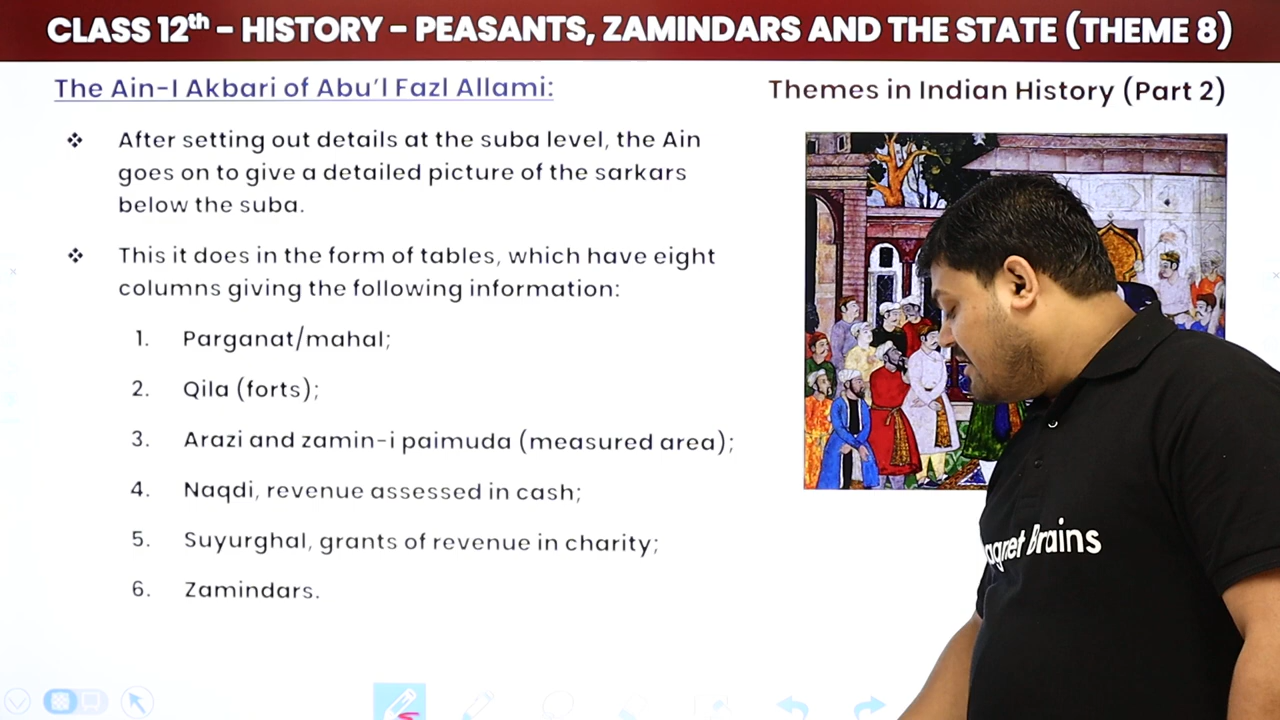 CLASS 12th – HISTORY – PEASANTS, ZAMINDARS AND THE STATE (THEME 8)
The Ain-I Akbari of Abu'l Fazl Allami:
Themes in Indian History (Part 2)
❖ After setting out details at the suba level, the Ain
goes on to give a detailed picture of the sarkars
below the suba.
❖ This it does in the form of tables, which have eight
columns giving the following information:
1. Parganat/mahal;
2. Qila (forts);
3. Arazi and zamin-i paimuda (measured area);
4. Naqdi, revenue assessed in cash;
5. Suyurghal, grants of revenue in charity;
6. Zamindars.
Brains